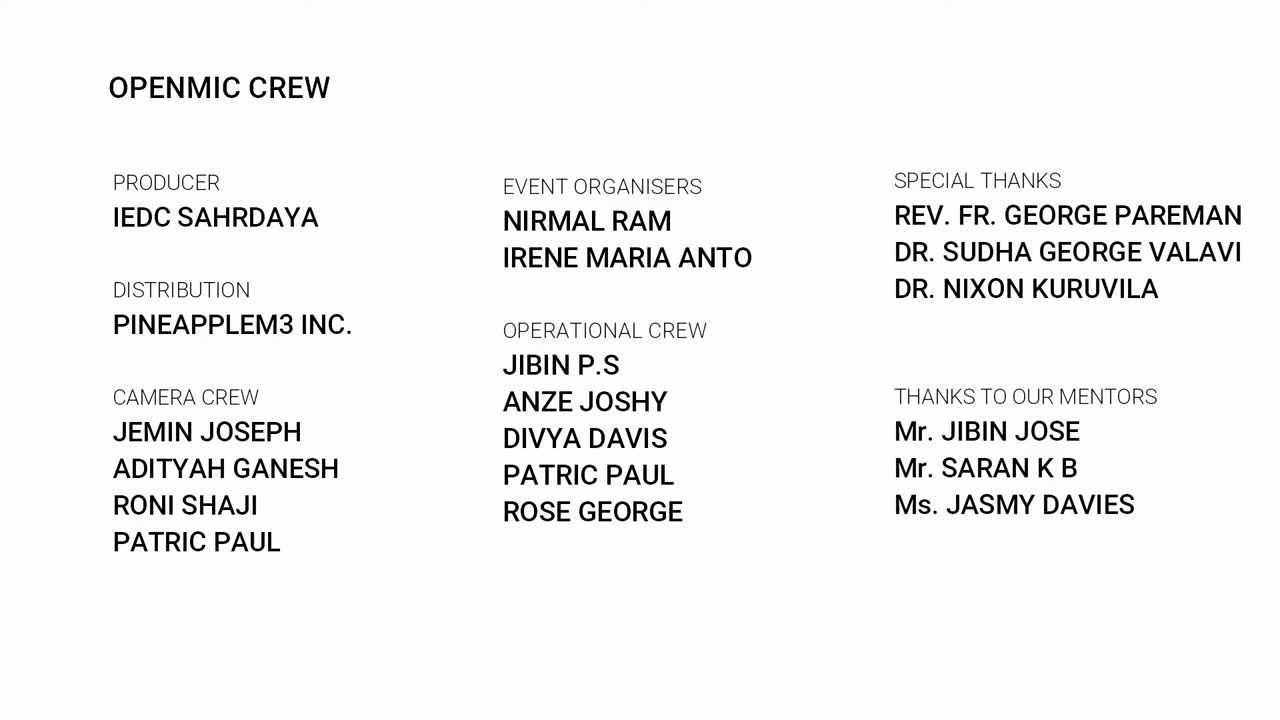 OPENMIC CREW
PRODUCER
IEDC SAHRDAYA
DISTRIBUTION
PINEAPPLEM3 INC.
CAMERA CREW
JEMIN JOSEPH
ADITYAH GANESH
RONI SHAJI
PATRIC PAUL
EVENT ORGANISERS
NIRMAL RAM
IRENE MARIA ANTO
OPERATIONAL CREW
JIBIN P.S
ANZE JOSHY
DIVYA DAVIS
PATRIC PAUL
ROSE GEORGE
SPECIAL THANKS
REV. FR. GEORGE PAREMAN
DR. SUDHA GEORGE VALAVI
DR. NIXON KURUVILA
THANKS TO OUR MENTORS
Mr. JIBIN JOSE
Mr. SARAN K B
Ms. JASMY DAVIES